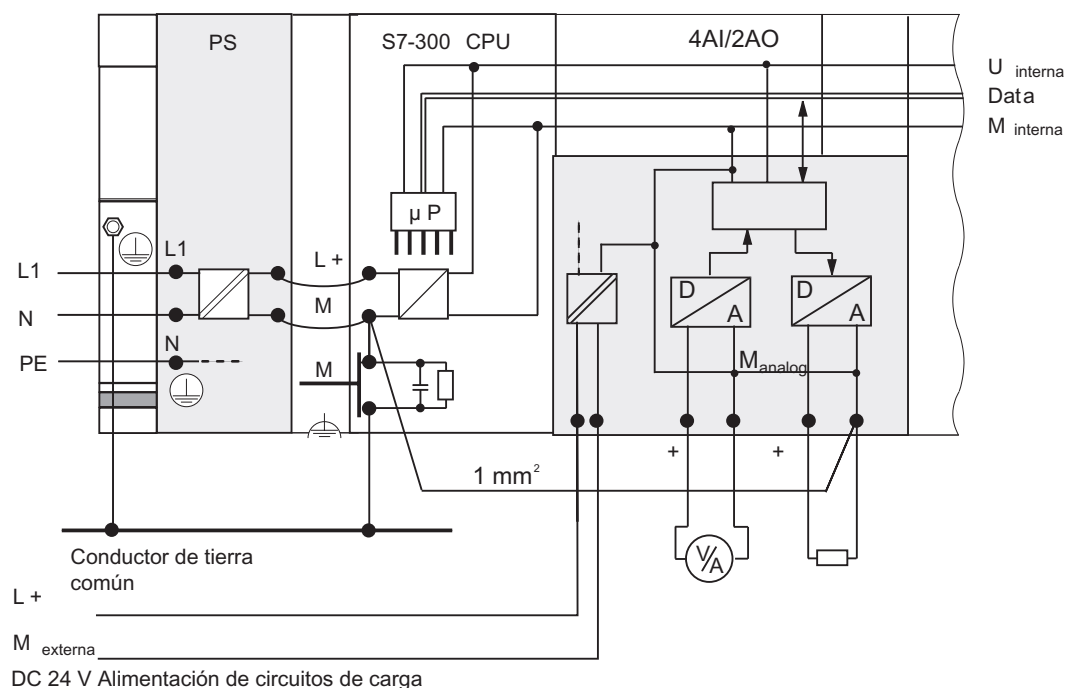 PS
S7-300 CPU
4AI/2AO
U interna
Data
M interna
µ P
L1
L +
L1
D
D
A
A
N
M
N
PE
M
M analog
+
+
1 mm²
Conductor de tierra
común
V/A
L +
M externa
DC 24 V Alimentación de circuitos de carga